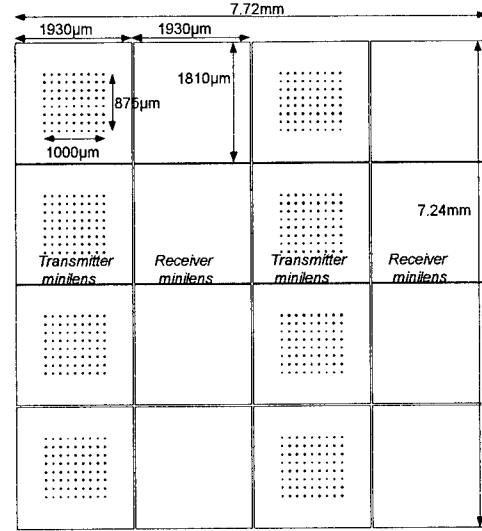 7.72mm
1930µm 1930µm
1810µm
875µm
1000µm
7.24mm
Transmitter minilens
Receiver minilens
Transmitter minilens
Receiver minilens